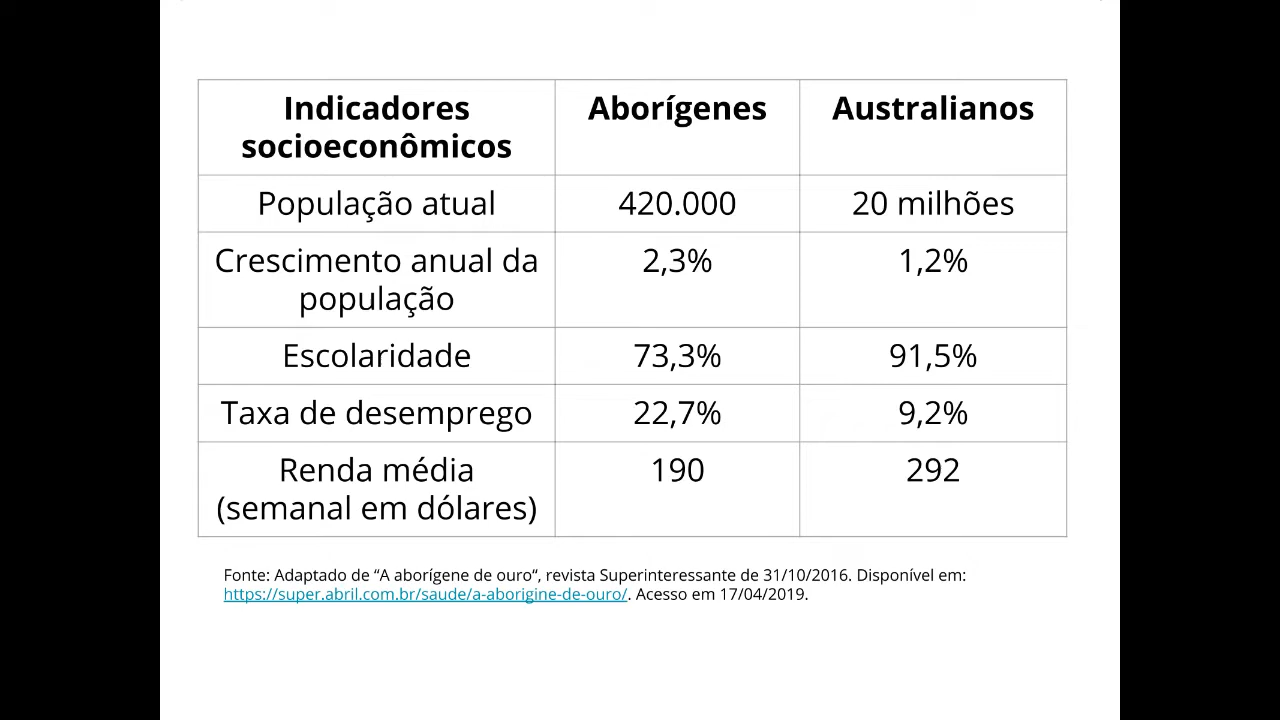 Indicadores
socioeconômicos
Aborígenes
Australianos
População atual
420.000
20 milhões
Crescimento anual da
população
2,3%
1,2%
Escolaridade
73,3%
91,5%
Taxa de desemprego
22,7%
9,2%
Renda média
(semanal em dólares)
190
292
Fonte: Adaptado de “A aborígene de ouro“, revista Superinteressante de 31/10/2016. Disponível em:
https://super.abril.com.br/saude/a-aborigine-de-ouro/. Acesso em 17/04/2019.